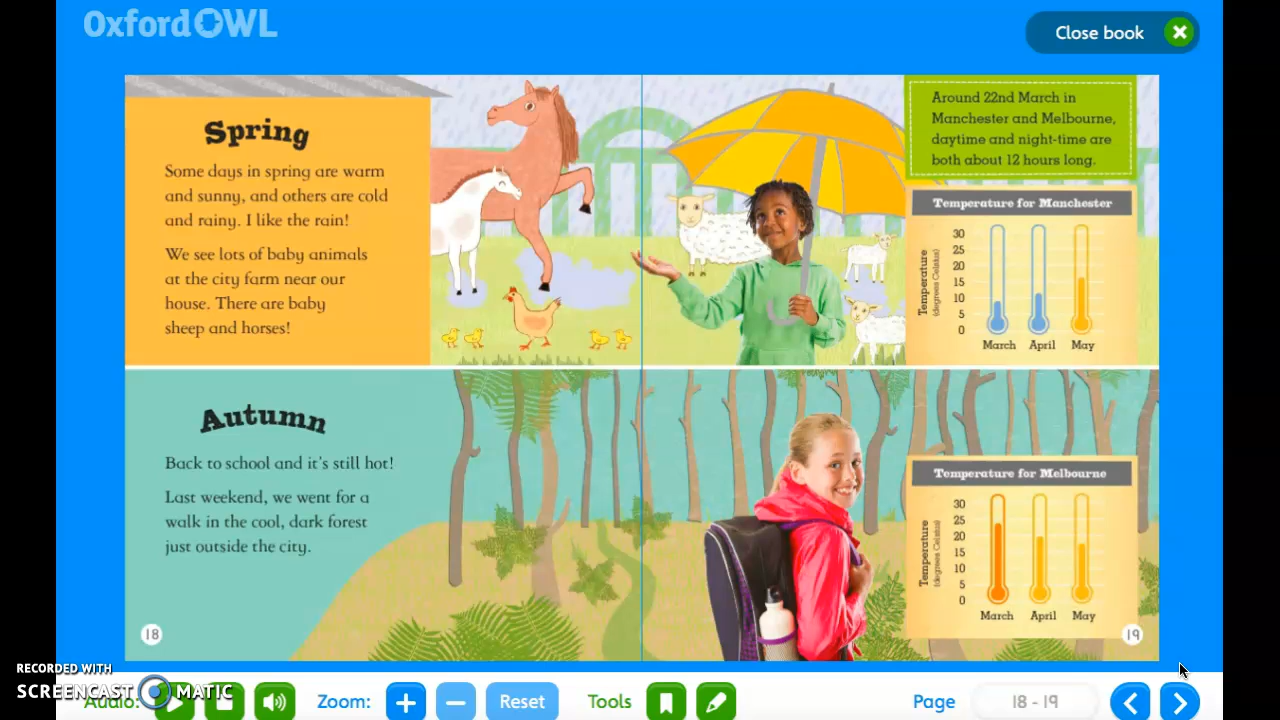 Oxford OWL
Close book
Spring
Some days in spring are warm
and sunny, and others are cold
and rainy. I like the rain!
We see lots of baby animals
at the city farm near our
house. There are baby
sheep and horses!
Around 22nd March in
Manchester and Melbourne,
daytime and night-time are
both about 12 hours long.
Temperature for Manchester
Temperature
(degrees Celsius)
30
25
20
15
10
5
0
March April May
Autumn
Back to school and it's still hot!
Last weekend, we went for a
walk in the cool, dark forest
just outside the city.
Temperature for Melbourne
Temperature
(degrees Celsius)
30
25
20
15
10
5
0
March April May
18
19
RECORDED WITH
SCREENCAST MATIC
Audio:
Zoom:
Reset
Tools
Page
18 - 19